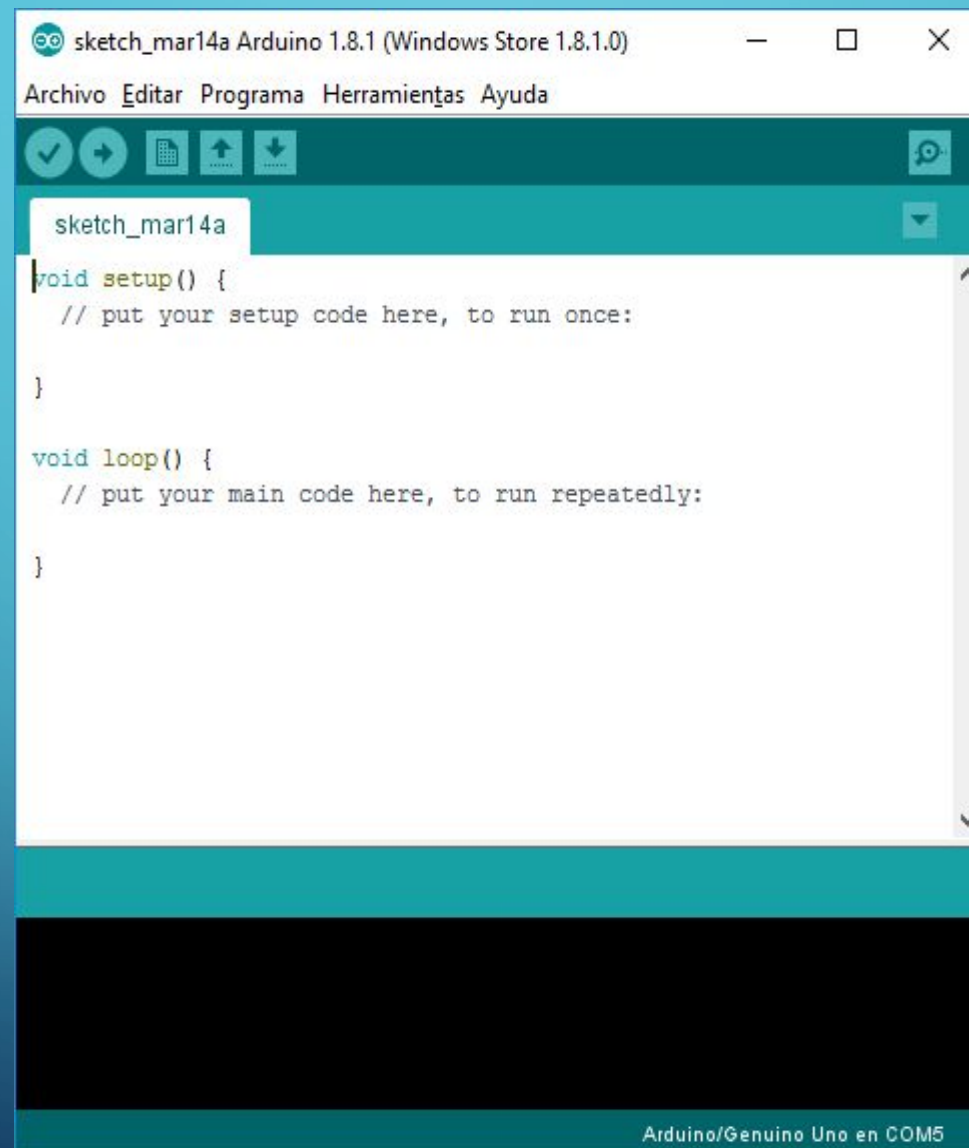 sketch_mar14a Arduino 1.8.1 (Windows Store 1.8.1.0)
Archivo Editar Programa Herramientas Ayuda
sketch_mar14a
void setup() {
  // put your setup code here, to run once:
}
void loop() {
  // put your main code here, to run repeatedly:
}
Arduino/Genuino Uno en COM5